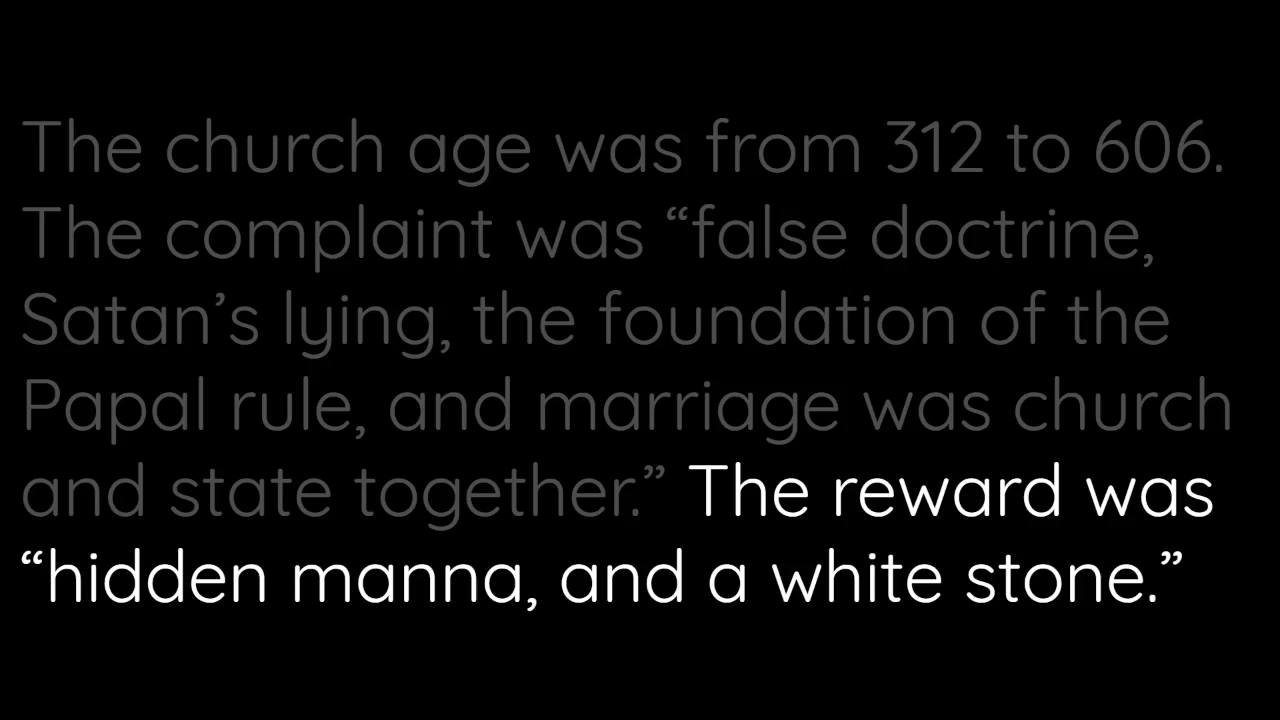 The church age was from 312 to 606.
The complaint was “false doctrine,
Satan’s lying, the foundation of the
Papal rule, and marriage was church
and state together.” The reward was
“hidden manna, and a white stone.”